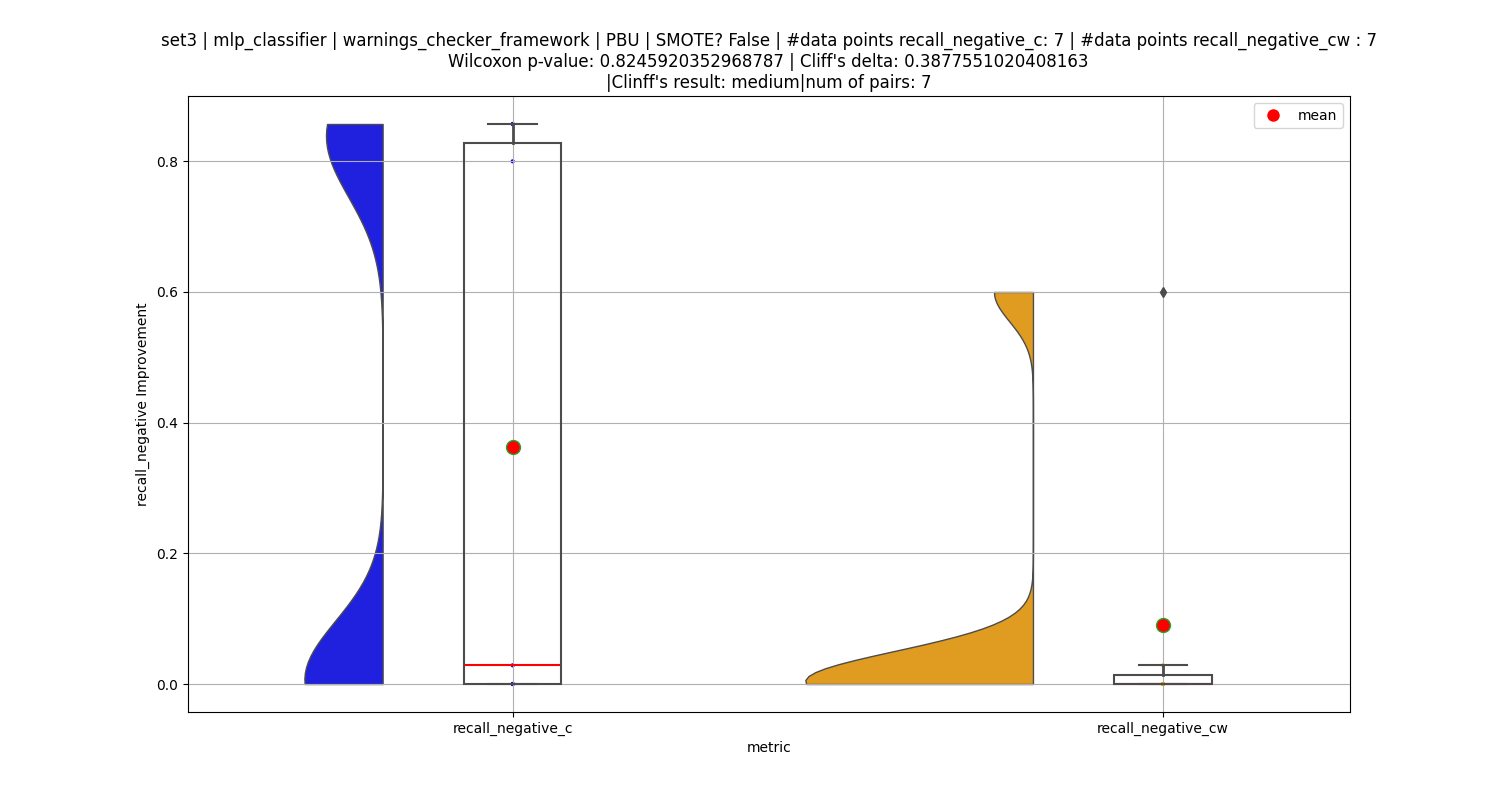 set3 | mlp_classifier | warnings_checker_framework | PBU | SMOTE? False | #data points recall_negative_c: 7 | #data points recall_negative_cw : 7
Wilcoxon p-value: 0.8245920352968787 | Cliff's delta: 0.3877551020408163
|Clinff's result: medium|num of pairs: 7
mean
0.8
0.6
0.4
0.2
0.0
recall_negative Improvement
recall_negative_c
recall_negative_cw
metric